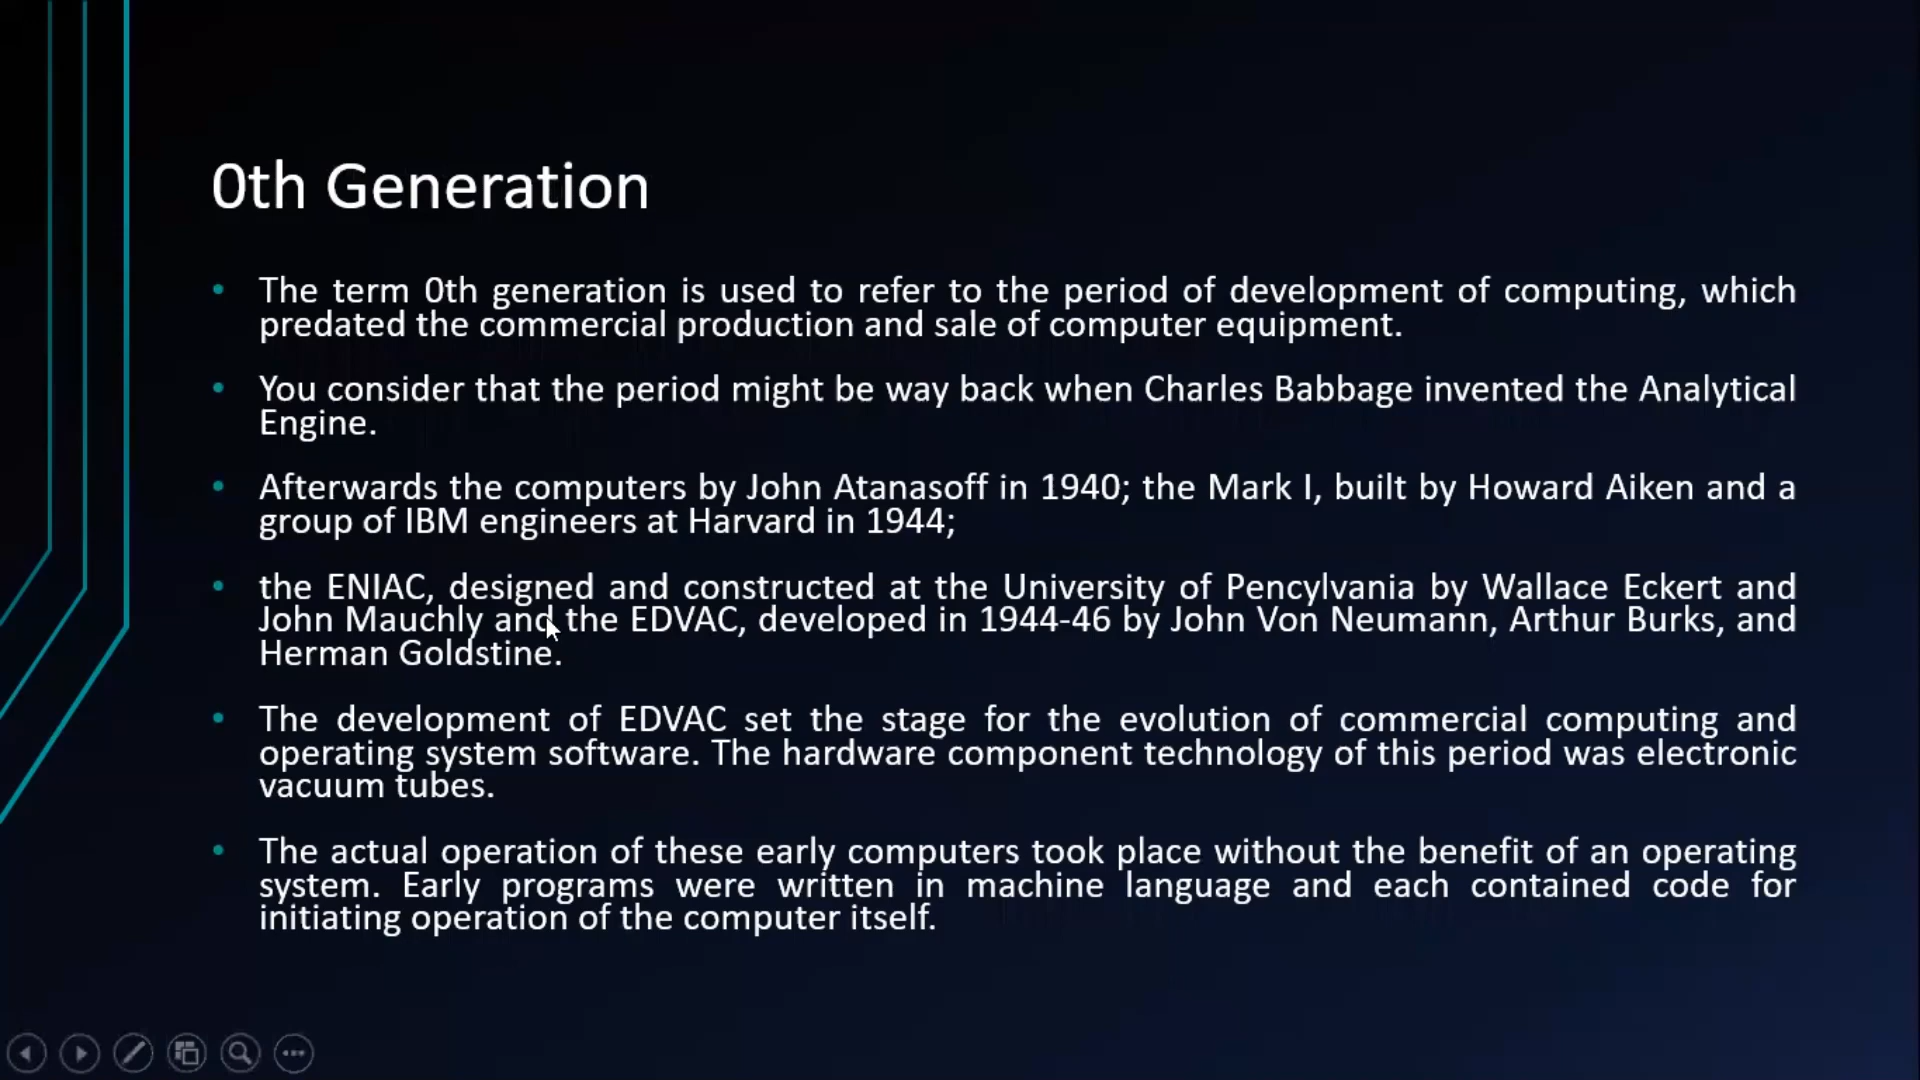 0th Generation
• The term 0th generation is used to refer to the period of development of computing, which
predated the commercial production and sale of computer equipment.
• You consider that the period might be way back when Charles Babbage invented the Analytical
Engine.
• Afterwards the computers by John Atanasoff in 1940; the Mark I, built by Howard Aiken and a
group of IBM engineers at Harvard in 1944;
• the ENIAC, designed and constructed at the University of Pencylvania by Wallace Eckert and
John Mauchly and the EDVAC, developed in 1944-46 by John Von Neumann, Arthur Burks, and
Herman Goldstine.
• The development of EDVAC set the stage for the evolution of commercial computing and
operating system software. The hardware component technology of this period was electronic
vacuum tubes.
• The actual operation of these early computers took place without the benefit of an operating
system. Early programs were written in machine language and each contained code for
initiating operation of the computer itself.